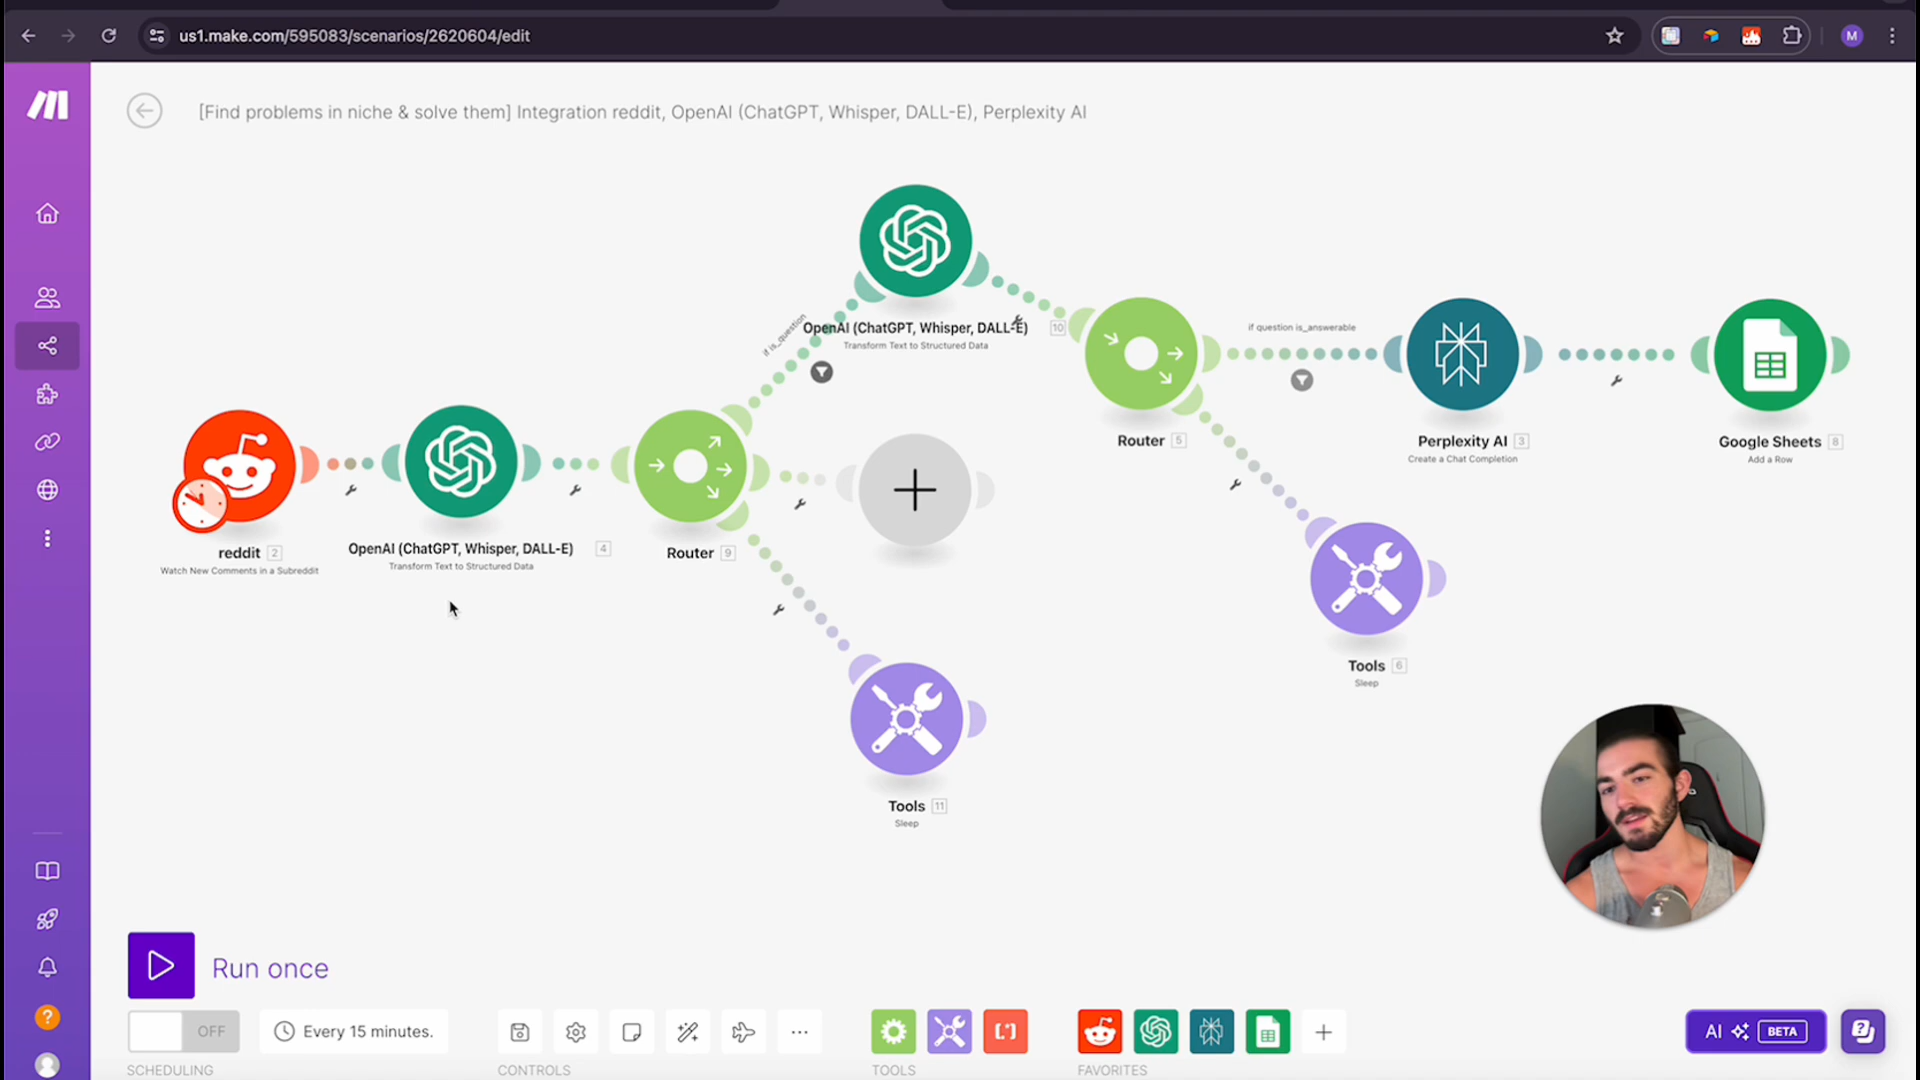 us1.make.com/595083/scenarios/2620604/edit
M
[Find problems in niche & solve them] Integration reddit, OpenAI (ChatGPT, Whisper, DALL-E), Perplexity AI
if is_question
OpenAI (ChatGPT, Whisper, DALL-E) 10
Transform Text to Structured Data
if question is_answerable
Router 5
Perplexity AI 3
Create a Chat Completion
Google Sheets 8
Add a Row
reddit 2
Watch New Comments in a Subreddit
OpenAI (ChatGPT, Whisper, DALL-E) 4
Transform Text to Structured Data
Router 9
Tools 6
Sleep
Tools 11
Sleep
Run once
OFF
Every 15 minutes.
AI BETA
SCHEDULING
CONTROLS
TOOLS
FAVORITES